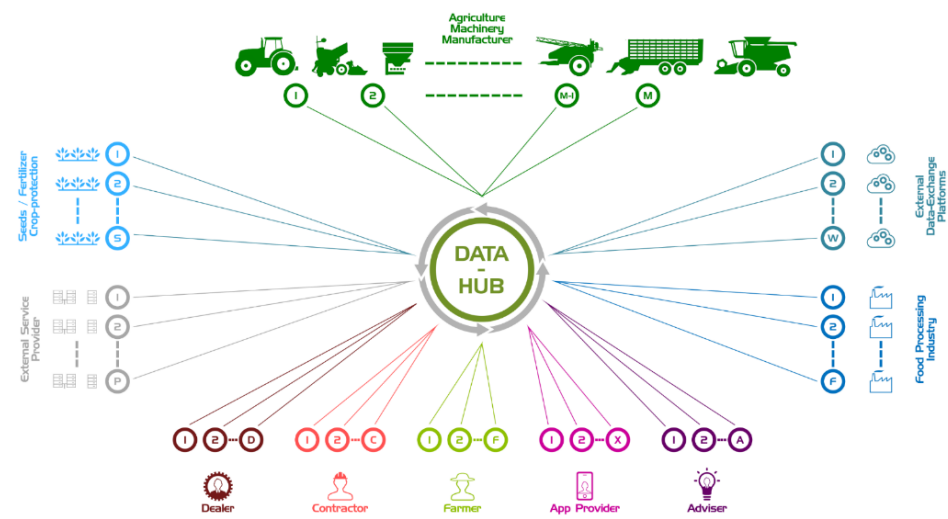 Agriculture
Machinery
Manufacturer
1 2 M-1 M
Seeds / Fertilizer
Crop-protection
1
2
S
External
Data-Exchange
Platforms
1
2
W
DATA
-
HUB
External Service
Provider
1
2
P
Food Processing
Industry
1
2
F
1 2 D
1 2 C
1 2 F
1 2 X
1 2 A
Dealer
Contractor
Farmer
App Provider
Adviser